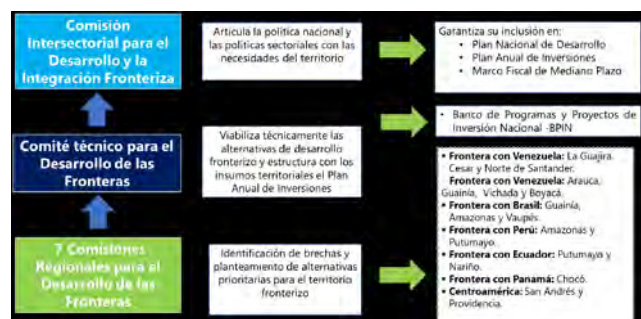 Comisión
Intersectorial para el
Desarrollo y la
Integración Fronteriza
Articula la política nacional y
las políticas sectoriales con las
necesidades del territorio
Garantiza su inclusión en:
• Plan Nacional de Desarrollo
• Plan Anual de Inversiones
• Marco Fiscal de Mediano Plazo
Comité técnico para el
Desarrollo de las
Fronteras
Viabiliza técnicamente las
alternativas de desarrollo
fronterizo y estructura con los
insumos territoriales el Plan
Anual de Inversiones
• Banco de Programas y Proyectos de
Inversión Nacional -BPIN
7 Comisiones
Regionales para el
Desarrollo de las
Fronteras
Identificación de brechas y
planteamiento de alternativas
prioritarias para el territorio
fronterizo
• Frontera con Venezuela: La Guajira,
Cesar y Norte de Santander.
Frontera con Venezuela: Arauca,
Guainía, Vichada y Boyacá.
• Frontera con Brasil: Guainía,
Amazonas y Vaupés.
• Frontera con Perú: Amazonas y
Putumayo.
• Frontera con Ecuador: Putumayo y
Nariño.
• Frontera con Panamá: Chocó.
• Centroamérica: San Andrés y
Providencia.